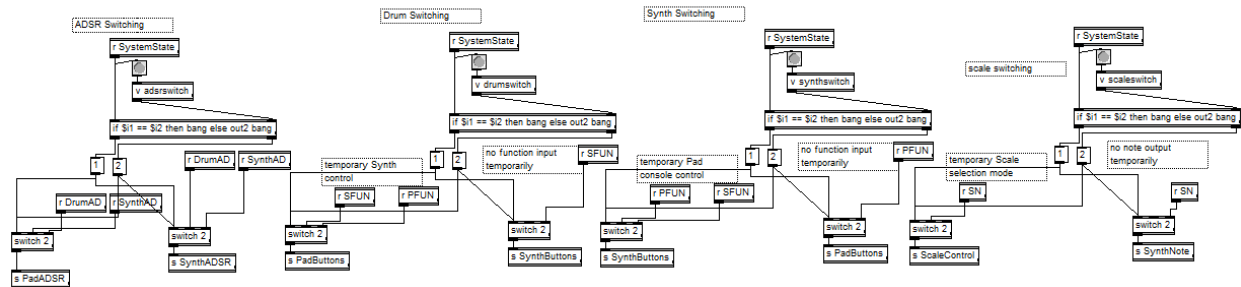 ADSR Switching
r SystemState
v adsrswitch
if $i1 == $i2 then bang else out2 bang
1
2
r DrumAD
r SynthAD
r DrumAD
r SynthAD
switch 2
switch 2
s SynthADSR
s PadADSR
Drum Switching
r SystemState
v drumswitch
if $i1 == $i2 then bang else out2 bang
1
2
no function input
temporarily
r SFUN
temporary Synth
control
r SFUN
r PFUN
switch 2
switch 2
s PadButtons
s SynthButtons
Synth Switching
r SystemState
v synthswitch
if $i1 == $i2 then bang else out2 bang
1
2
no function input
temporarily
r PFUN
temporary Pad
console control
r PFUN
r SFUN
switch 2
switch 2
s SynthButtons
s PadButtons
scale switching
r SystemState
v scaleswitch
if $i1 == $i2 then bang else out2 bang
1
2
no note output
temporarily
temporary Scale
selection mode
r SN
r SN
switch 2
switch 2
s ScaleControl
s SynthNote